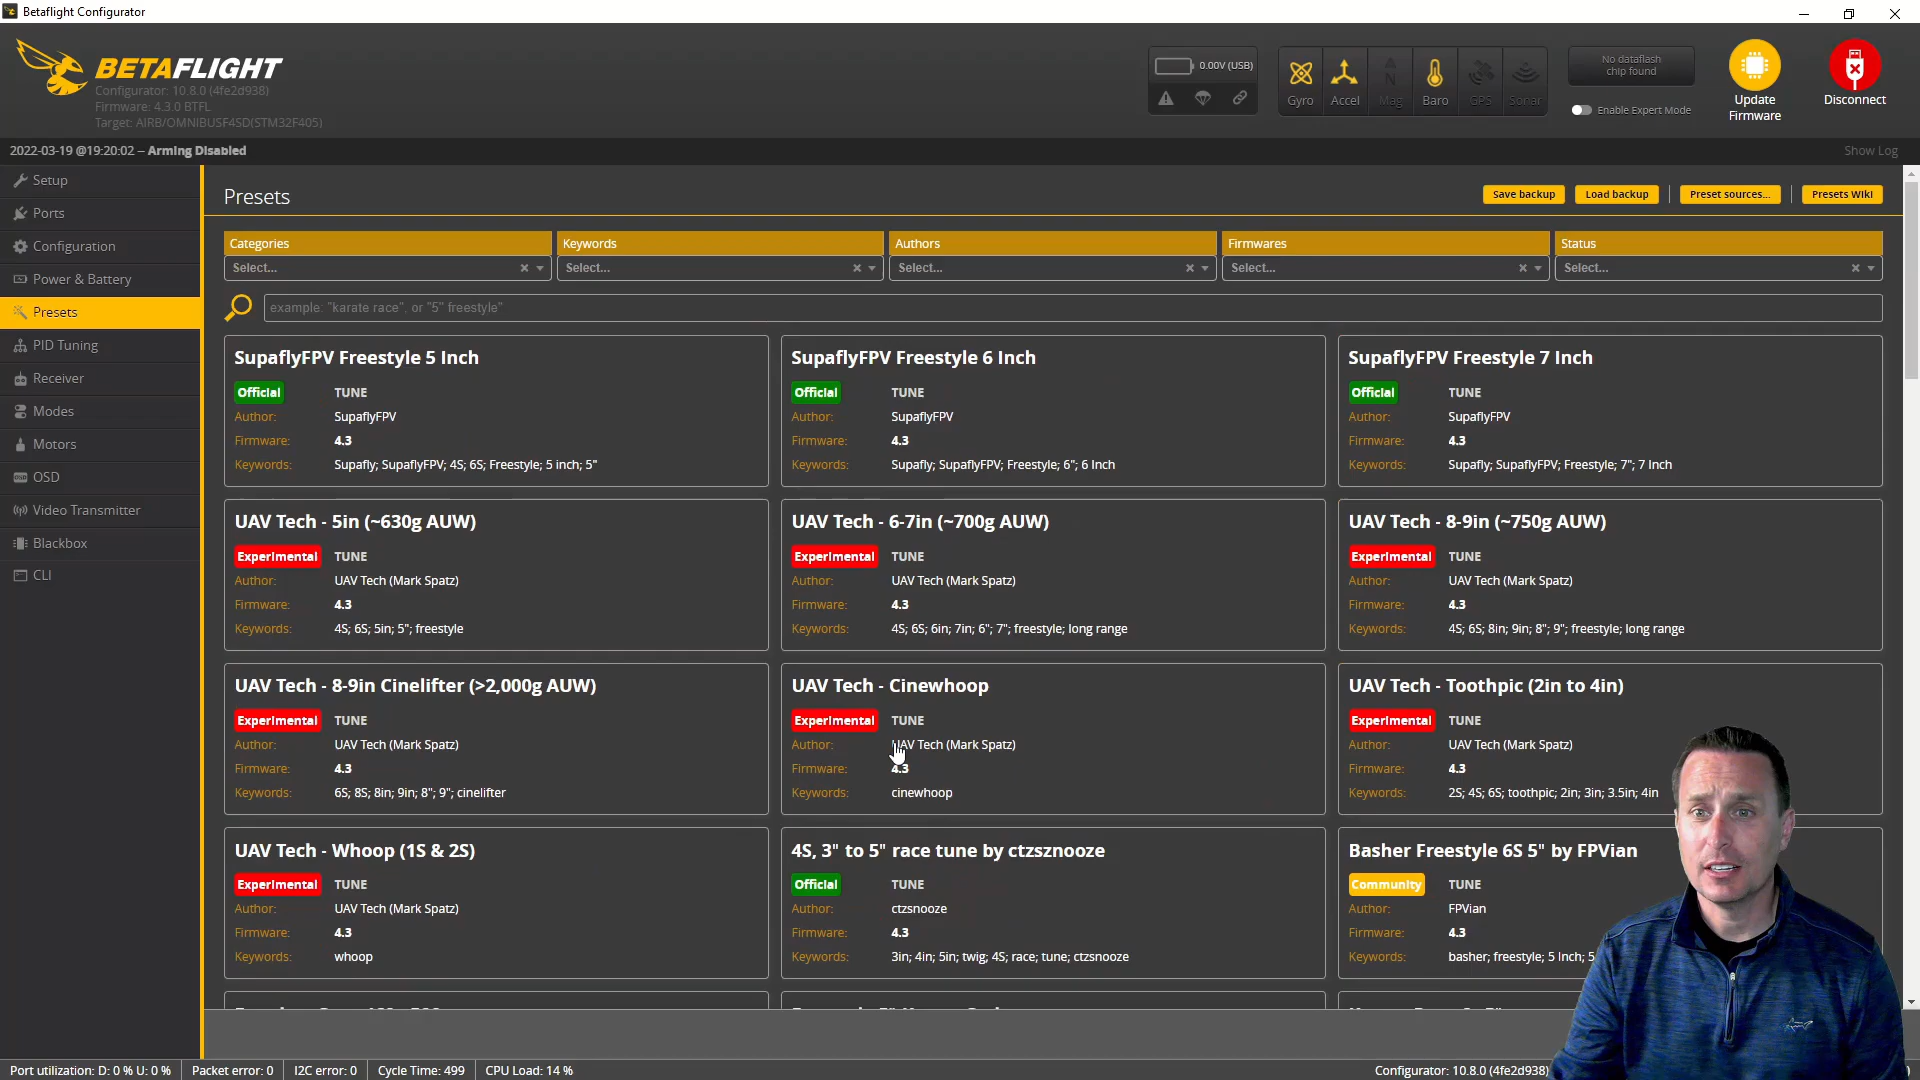 Betaflight Configurator
BETAFLIGHT
Configurator: 10.8.0 (4fe2d938)
Firmware: 4.3.0 BTFL
Target: AIRB/OMNIBUSF4SD(STM32F405)
0.00V (USB)
Gyro
Accel
Mag
Baro
GPS
Sonar
No dataflash
chip found
Enable Expert Mode
Update
Firmware
Disconnect
2022-03-19 @19:20:02 -- Arming Disabled
Show Log
Setup
Ports
Configuration
Power & Battery
Presets
PID Tuning
Receiver
Modes
Motors
OSD
Video Transmitter
Blackbox
CLI
Presets
Save backup
Load backup
Preset sources...
Presets Wiki
Categories
Keywords
Authors
Firmwares
Status
Select...
Select...
Select...
Select...
Select...
example: "karate race", or "5" freestyle"
SupaflyFPV Freestyle 5 Inch
Official TUNE
Author: SupaflyFPV
Firmware: 4.3
Keywords: Supafly; SupaflyFPV; 4S; 6S; Freestyle; 5 inch; 5"
SupaflyFPV Freestyle 6 Inch
Official TUNE
Author: SupaflyFPV
Firmware: 4.3
Keywords: Supafly; SupaflyFPV; Freestyle; 6"; 6 Inch
SupaflyFPV Freestyle 7 Inch
Official TUNE
Author: SupaflyFPV
Firmware: 4.3
Keywords: Supafly; SupaflyFPV; Freestyle; 7"; 7 Inch
UAV Tech - 5in (~630g AUW)
Experimental TUNE
Author: UAV Tech (Mark Spatz)
Firmware: 4.3
Keywords: 4S; 6S; 5in; 5"; freestyle
UAV Tech - 6-7in (~700g AUW)
Experimental TUNE
Author: UAV Tech (Mark Spatz)
Firmware: 4.3
Keywords: 4S; 6S; 6in; 7in; 6"; 7"; freestyle; long range
UAV Tech - 8-9in (~750g AUW)
Experimental TUNE
Author: UAV Tech (Mark Spatz)
Firmware: 4.3
Keywords: 4S; 6S; 8in; 9in; 8"; 9"; freestyle; long range
UAV Tech - 8-9in Cinelifter (>2,000g AUW)
Experimental TUNE
Author: UAV Tech (Mark Spatz)
Firmware: 4.3
Keywords: 6S; 8S; 8in; 9in; 8"; 9"; cinelifter
UAV Tech - Cinewhoop
Experimental TUNE
Author: UAV Tech (Mark Spatz)
Firmware: 4.3
Keywords: cinewhoop
UAV Tech - Toothpic (2in to 4in)
Experimental TUNE
Author: UAV Tech (Mark Spatz)
Firmware: 4.3
Keywords: 2S; 4S; 6S; toothpic; 2in; 3in; 3.5in; 4in
UAV Tech - Whoop (1S & 2S)
Experimental TUNE
Author: UAV Tech (Mark Spatz)
Firmware: 4.3
Keywords: whoop
4S, 3" to 5" race tune by ctzsznooze
Official TUNE
Author: ctzsnooze
Firmware: 4.3
Keywords: 3in; 4in; 5in; twig; 4S; race; tune; ctzsnooze
Basher Freestyle 6S 5" by FPVian
Community TUNE
Author: FPVian
Firmware: 4.3
Keywords: basher; freestyle; 5 Inch; 5
Port utilization: D: 0 % U: 0 %
Packet error: 0
I2C error: 0
Cycle Time: 499
CPU Load: 14 %
Configurator: 10.8.0 (4fe2d938)